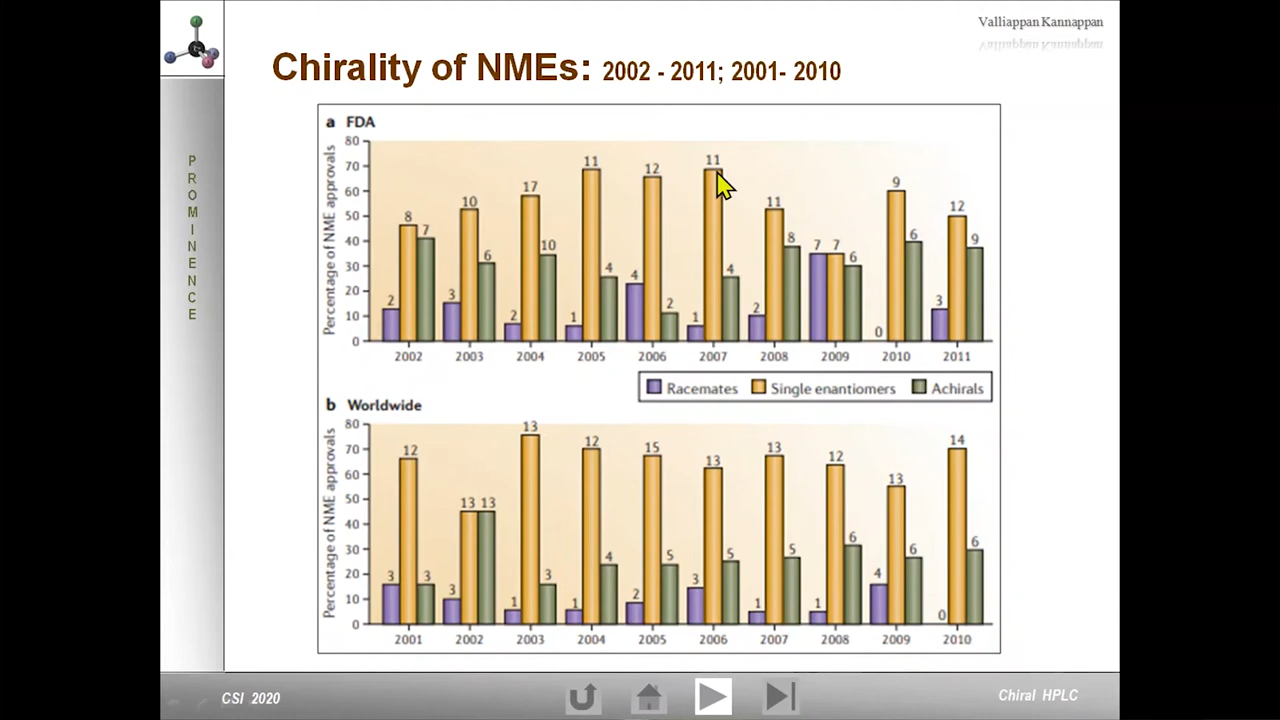 Valliappan Kannappan
Chirality of NMEs: 2002 - 2011; 2001- 2010
PROMINENCE
a FDA
Percentage of NME approvals
80
70
60
50
40
30
20
10
0
2 8 7
3 10 6
2 17 10
1 11 4
4 12 2
1 11 4
2 11 8
7 7 6
0 9 6
3 12 9
2002 2003 2004 2005 2006 2007 2008 2009 2010 2011
Racemates Single enantiomers Achirals
b Worldwide
Percentage of NME approvals
80
70
60
50
40
30
20
10
0
3 12 3
3 13 13
1 13 3
1 12 4
2 15 5
3 13 5
1 13 5
1 12 6
4 13 6
0 14 6
2001 2002 2003 2004 2005 2006 2007 2008 2009 2010
CSI 2020
Chiral HPLC